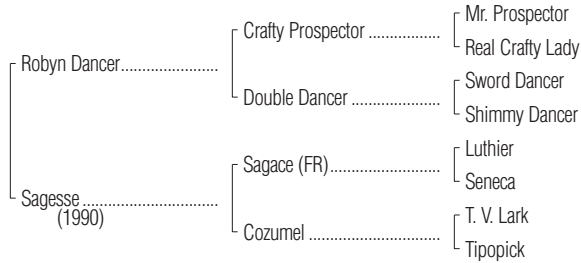 Mr. Prospector
Crafty Prospector ..................
Real Crafty Lady
Robyn Dancer........................
Sword Dancer
Double Dancer ......................
Shimmy Dancer
Luthier
Sagace (FR)...........................
Seneca
Sagesse .................................
(1990)
T. V. Lark
Cozumel ................................
Tipopick